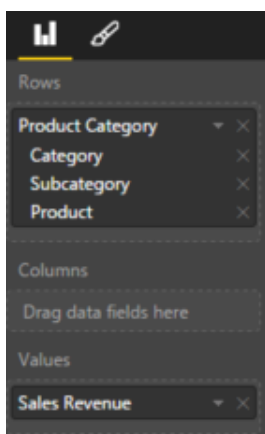 Rows
Product Category
Category
Subcategory
Product
Columns
Drag data fields here
Values
Sales Revenue